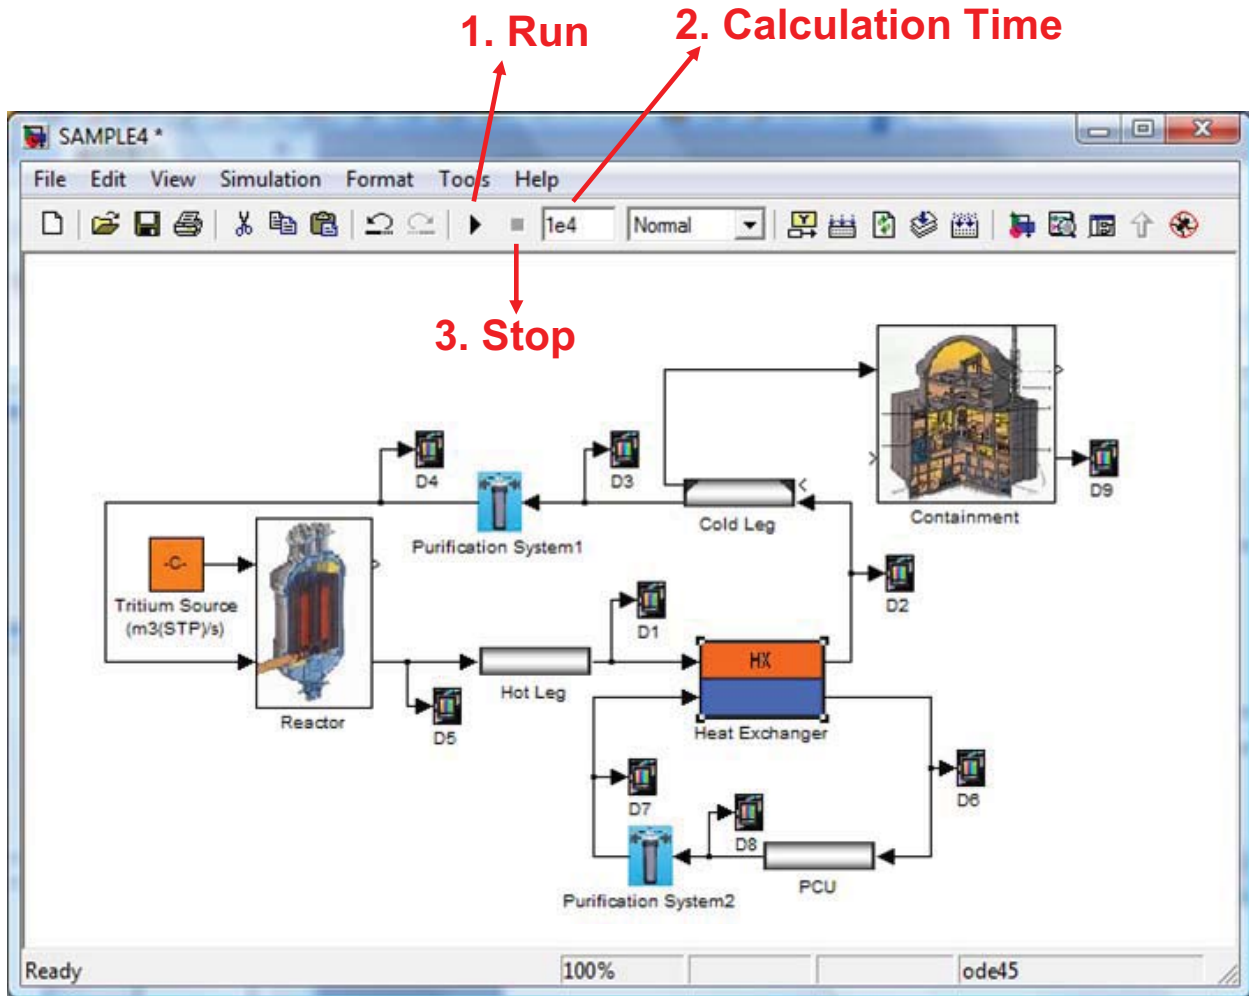 1. Run
2. Calculation Time
SAMPLE4 *
File Edit View Simulation Format Tools Help
1e4
Normal
3. Stop
D4
D3
D9
Cold Leg
Containment
Purification System1
-C-
Tritium Source
(m3(STP)/s)
D2
D1
HX
Hot Leg
Reactor
D5
Heat Exchanger
D7
D6
D8
PCU
Purification System2
Ready
100%
ode45